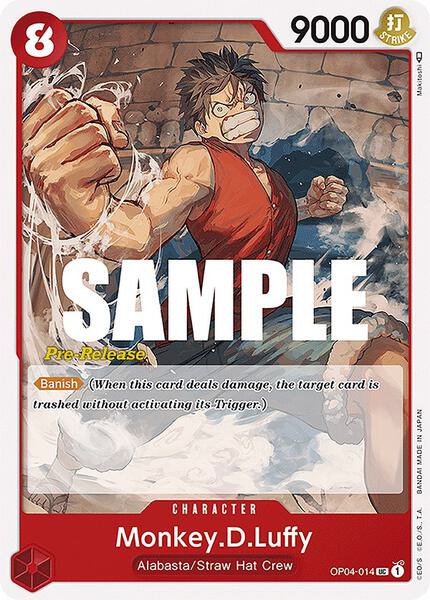 8
9000
打
STRIKE
Makitoshi
SAMPLE
Pre-Release
Banish (When this card deals damage, the target card is
trashed without activating its Trigger.)
CHARACTER
Monkey.D.Luffy
Alabasta/Straw Hat Crew
OP04-014 UC 1
©E.O./S., T.A. BANDAI MADE IN JAPAN